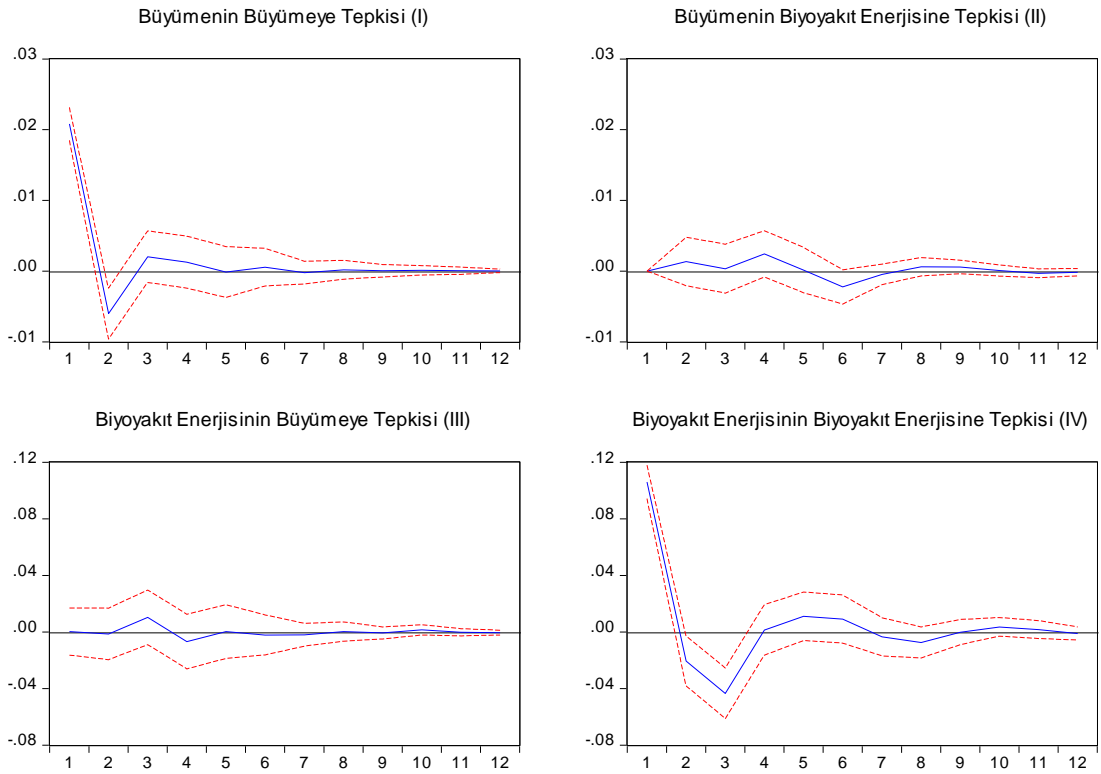 Büyümenin Büyümeye Tepkisi (I)
.03
.02
.01
.00
-.01
1 2 3 4 5 6 7 8 9 10 11 12
Büyümenin Biyoyakıt Enerjisine Tepkisi (II)
.03
.02
.01
.00
-.01
1 2 3 4 5 6 7 8 9 10 11 12
Biyoyakıt Enerjisinin Büyümeye Tepkisi (III)
.12
.08
.04
.00
-.04
-.08
1 2 3 4 5 6 7 8 9 10 11 12
Biyoyakıt Enerjisinin Biyoyakıt Enerjisine Tepkisi (IV)
.12
.08
.04
.00
-.04
-.08
1 2 3 4 5 6 7 8 9 10 11 12